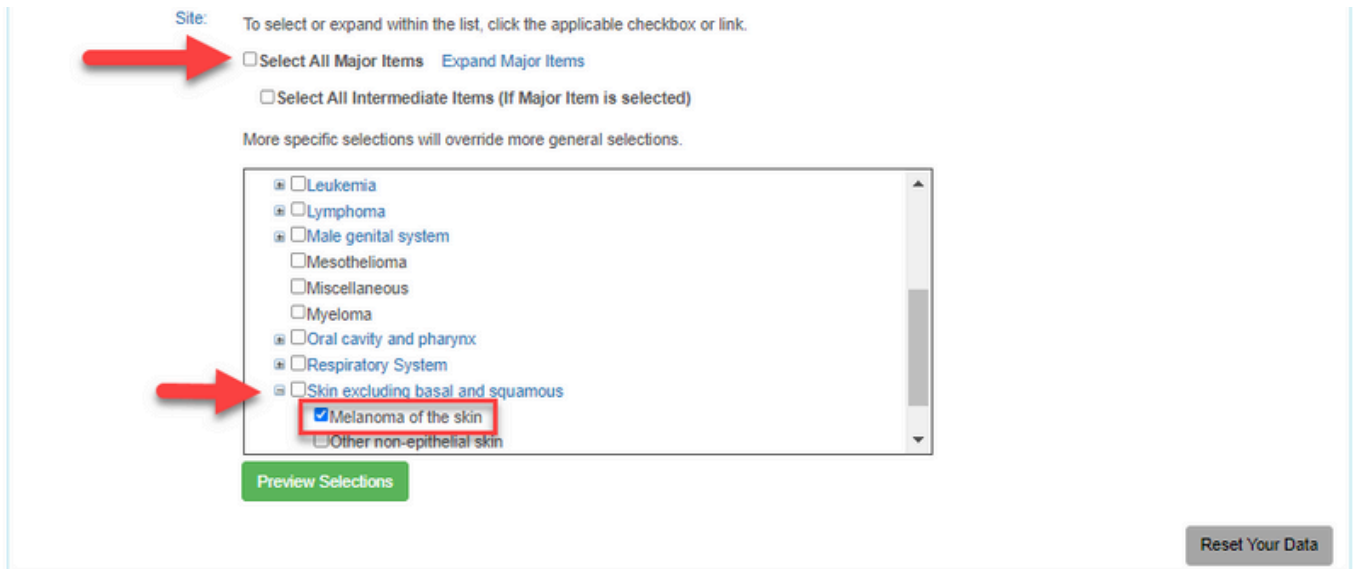 Site:
To select or expand within the list, click the applicable checkbox or link.
Select All Major Items Expand Major Items
Select All Intermediate Items (If Major Item is selected)
More specific selections will override more general selections.
Leukemia
Lymphoma
Male genital system
Mesothelioma
Miscellaneous
Myeloma
Oral cavity and pharynx
Respiratory System
Skin excluding basal and squamous
Melanoma of the skin
Other non-epithelial skin
Preview Selections
Reset Your Data